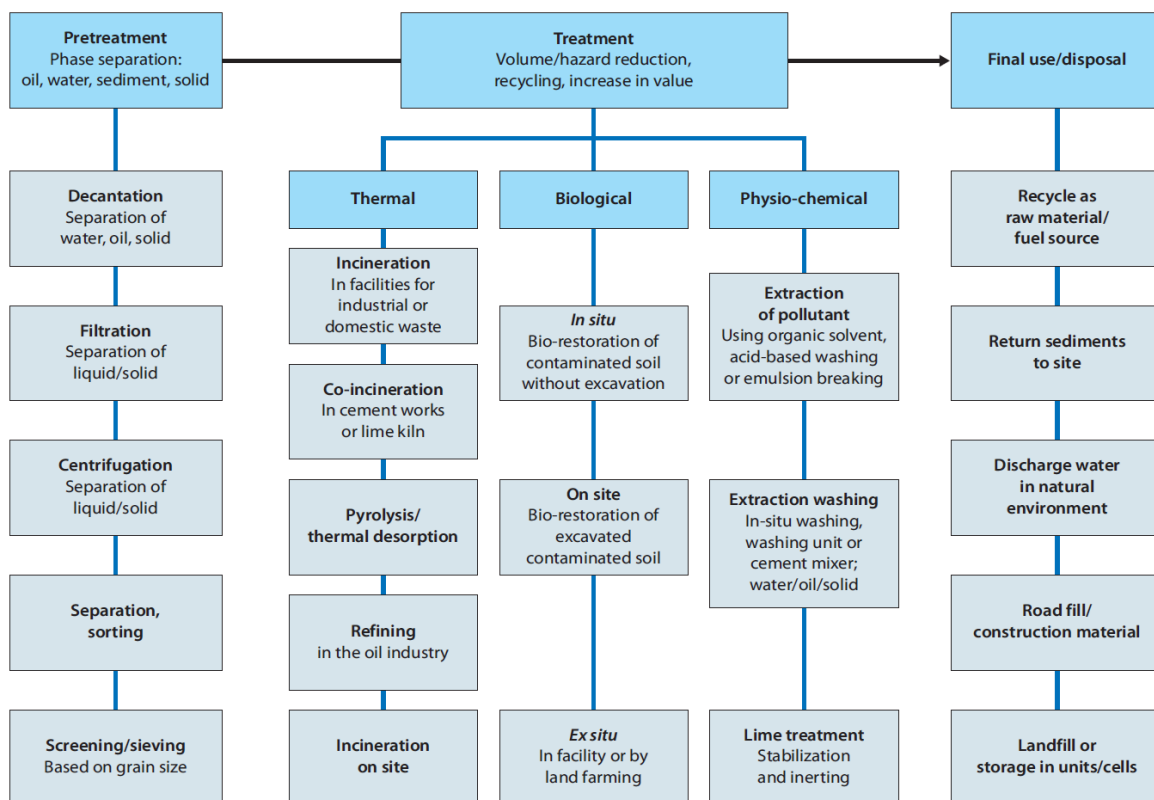 Pretreatment
Phase separation:
oil, water, sediment, solid
Treatment
Volume/hazard reduction,
recycling, increase in value
Final use/disposal
Decantation
Separation of
water, oil, solid
Filtration
Separation of
liquid/solid
Centrifugation
Separation of
liquid/solid
Separation,
sorting
Screening/sieving
Based on grain size
Thermal
Incineration
In facilities for
industrial or
domestic waste
Co-incineration
In cement works
or lime kiln
Pyrolysis/
thermal desorption
Refining
in the oil industry
Incineration
on site
Biological
In situ
Bio-restoration of
contaminated soil
without excavation
On site
Bio-restoration of
excavated
contaminated soil
Ex situ
In facility or by
land farming
Physio-chemical
Extraction
of pollutant
Using organic solvent,
acid-based washing
or emulsion breaking
Extraction washing
In-situ washing,
washing unit or
cement mixer;
water/oil/solid
Lime treatment
Stabilization
and inerting
Recycle as
raw material/
fuel source
Return sediments
to site
Discharge water
in natural
environment
Road fill/
construction material
Landfill or
storage in units/cells